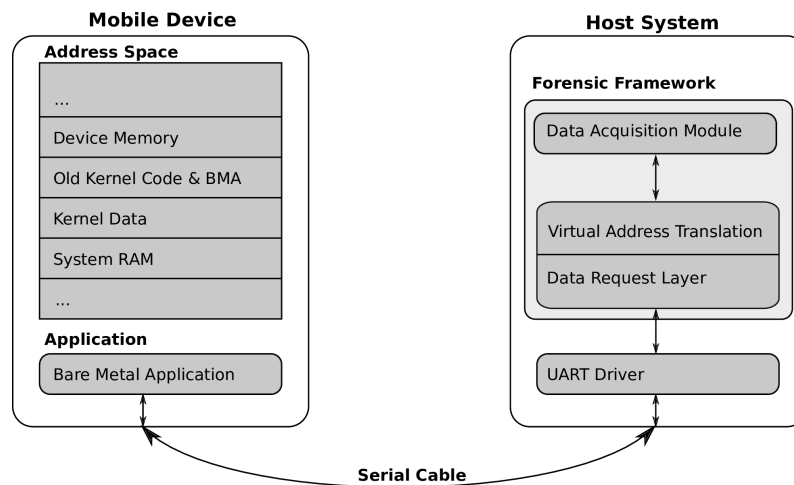 Mobile Device
Address Space
...
Device Memory
Old Kernel Code & BMA
Kernel Data
System RAM
...
Application
Bare Metal Application
Host System
Forensic Framework
Data Acquisition Module
Virtual Address Translation
Data Request Layer
UART Driver
Serial Cable